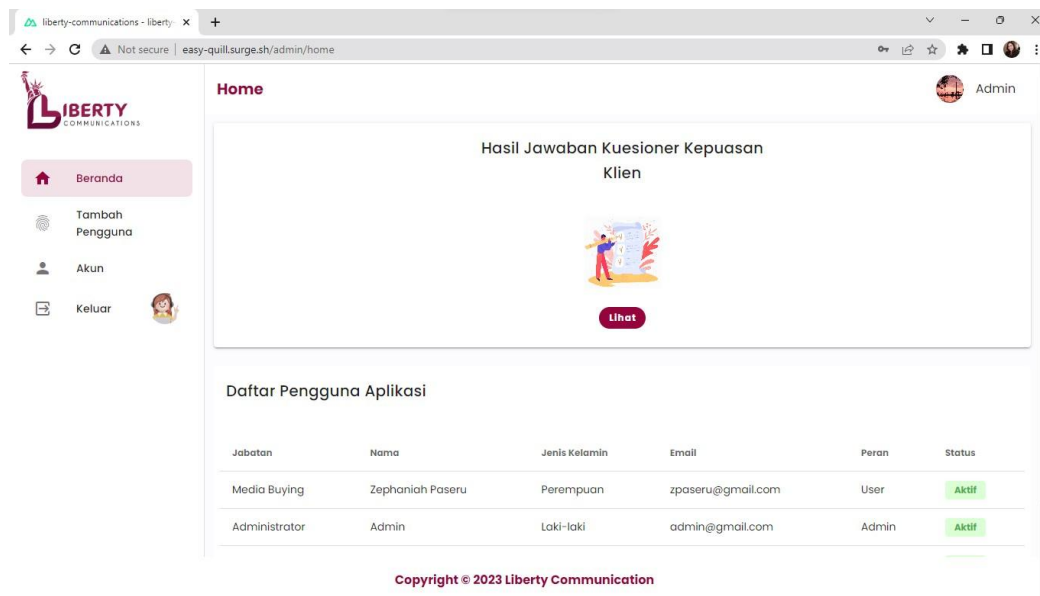 liberty-communications - liberty-
Not secure
easy-quill.surge.sh/admin/home
LIBERTY
COMMUNICATIONS
Home
Admin
Beranda
Tambah
Pengguna
Akun
Keluar
Hasil Jawaban Kuesioner Kepuasan
Klien
Lihat
Daftar Pengguna Aplikasi
Jabatan Nama Jenis Kelamin Email Peran Status
Media Buying Zephaniah Paseru Perempuan zpaseru@gmail.com User Aktif
Administrator Admin Laki-laki admin@gmail.com Admin Aktif
Copyright © 2023 Liberty Communication